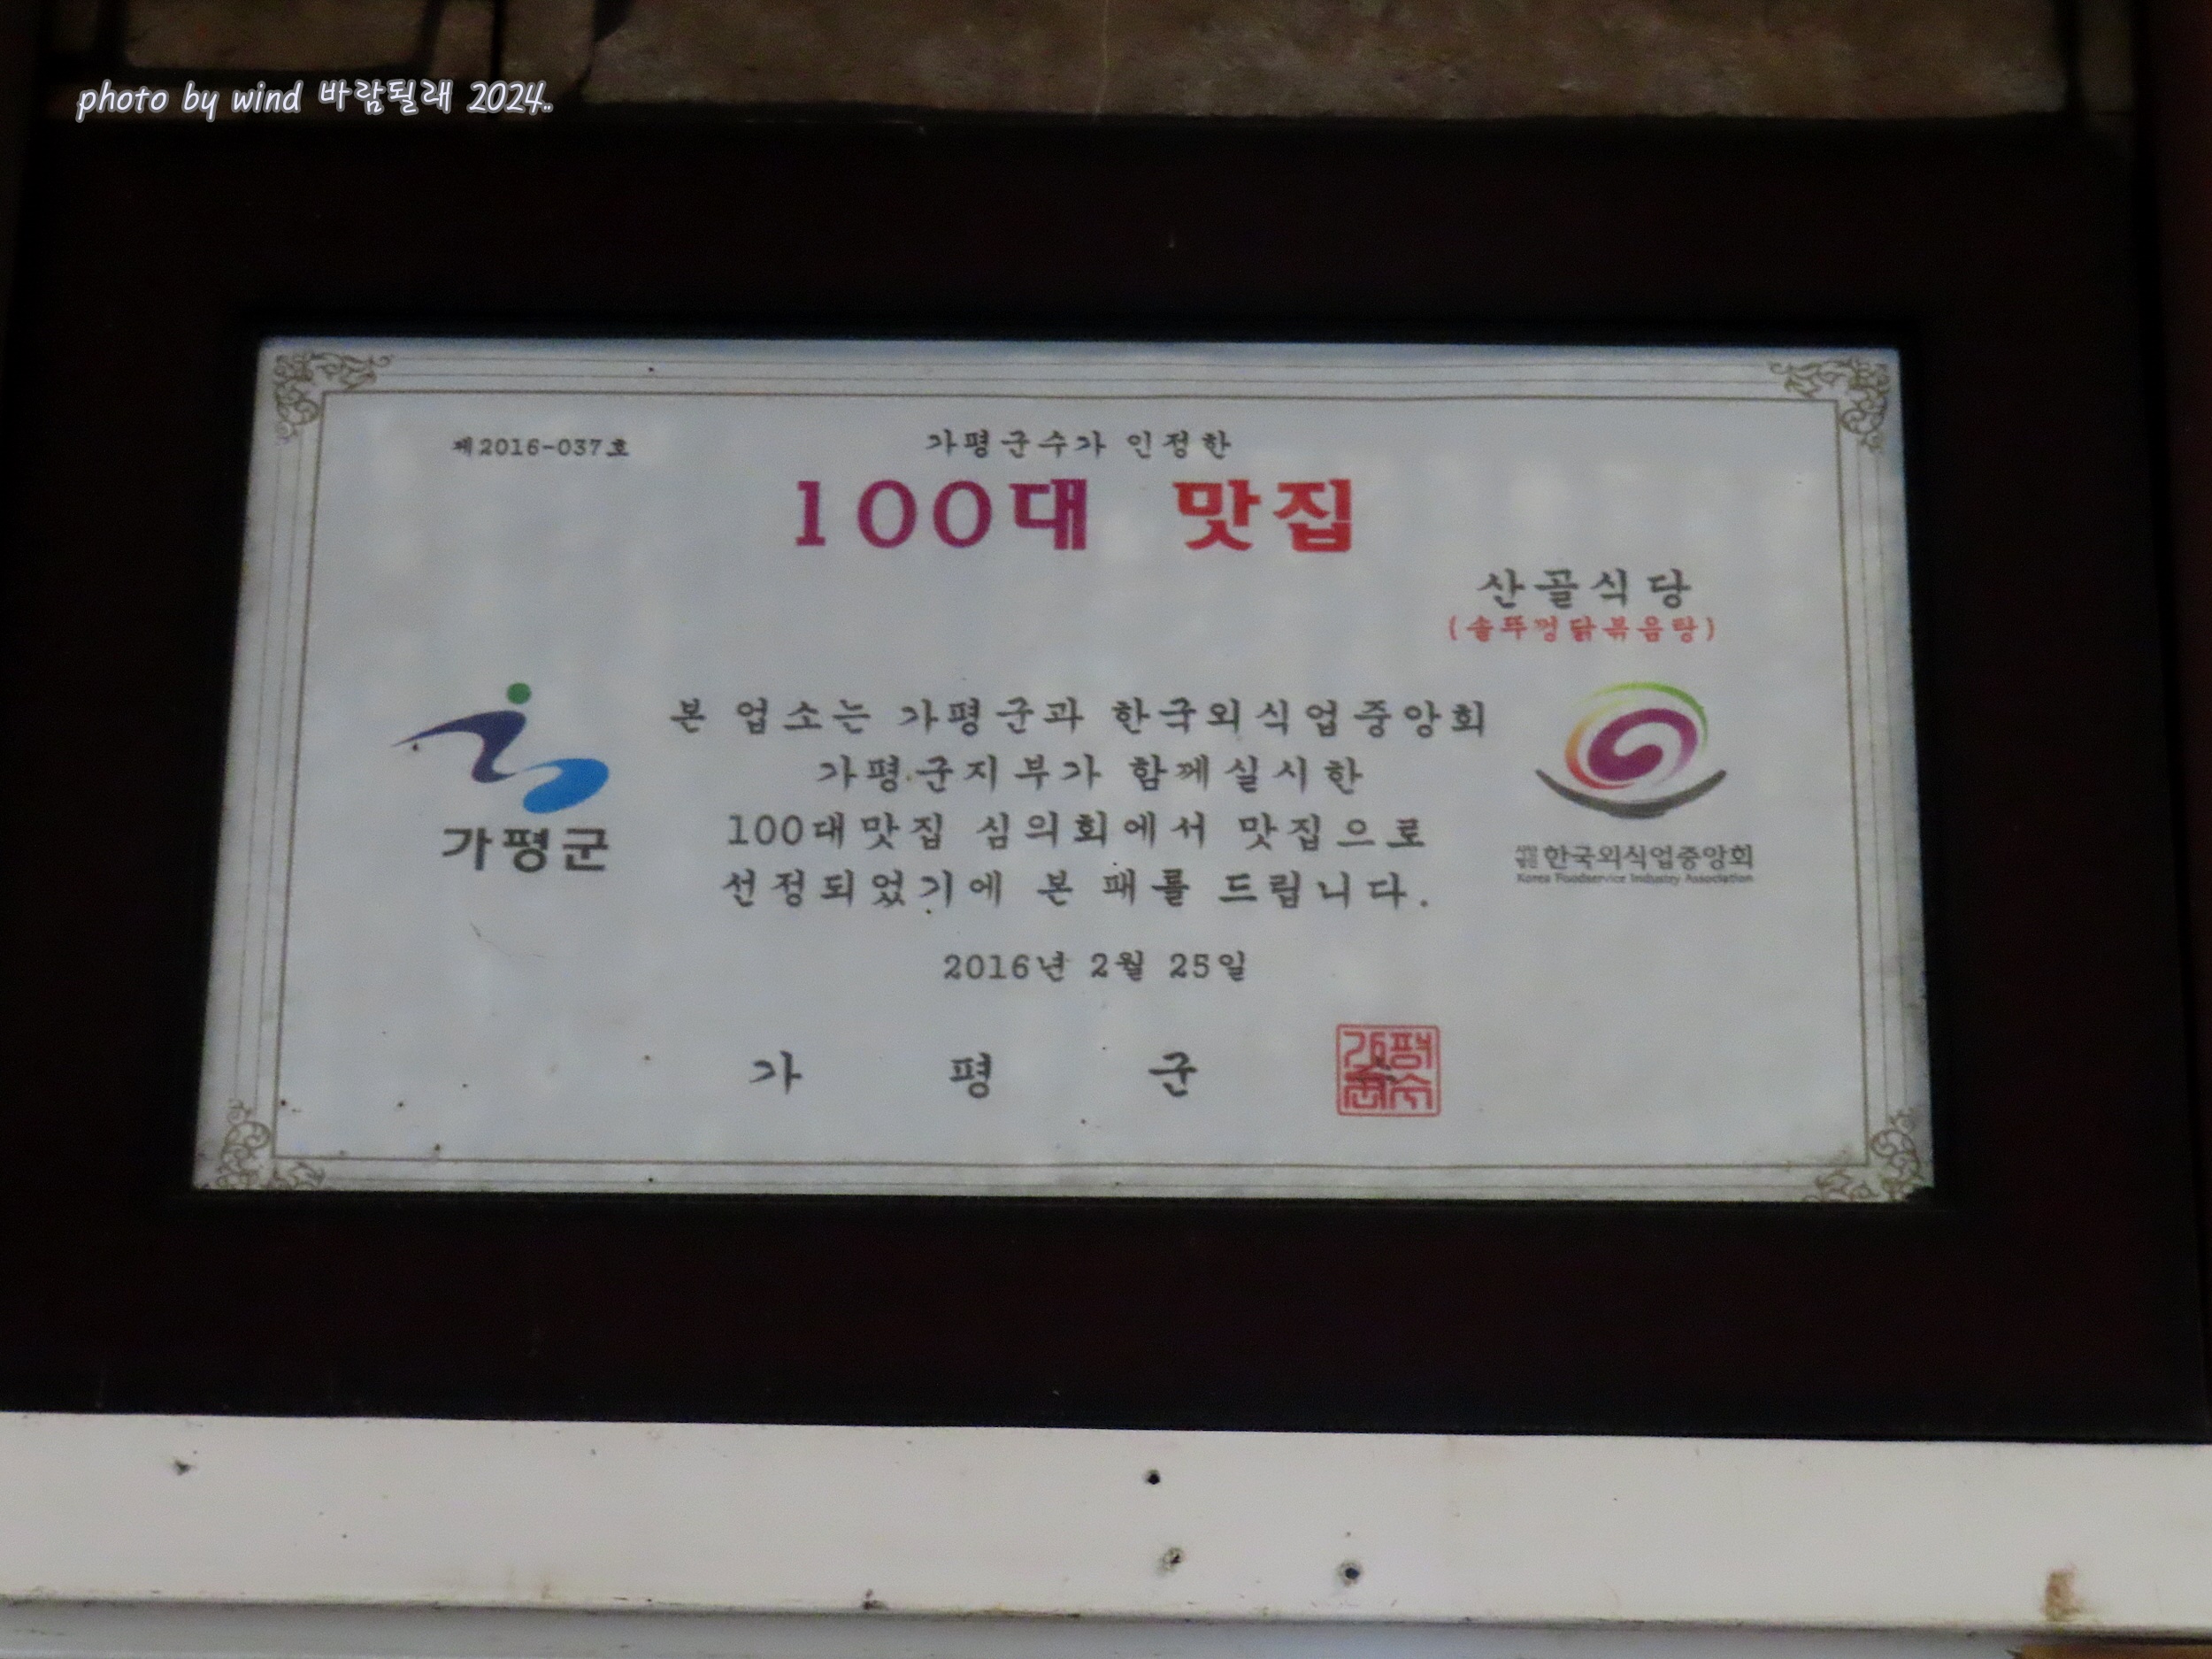 photo by wind 바람될래 2024..
제2016-037호
가평군수가 인정한
100대 맛집
산골식당
(솥뚜껑닭볶음탕)
본 업소는 가평군과 한국외식업중앙회
가평군지부가 함께실시한
100대맛집 심의회에서 맛집으로
선정되었기에 본 패를 드립니다.
가평군
한국외식업중앙회
Korea Foodservice Industry Association
2016년 2월 25일
가 평 군